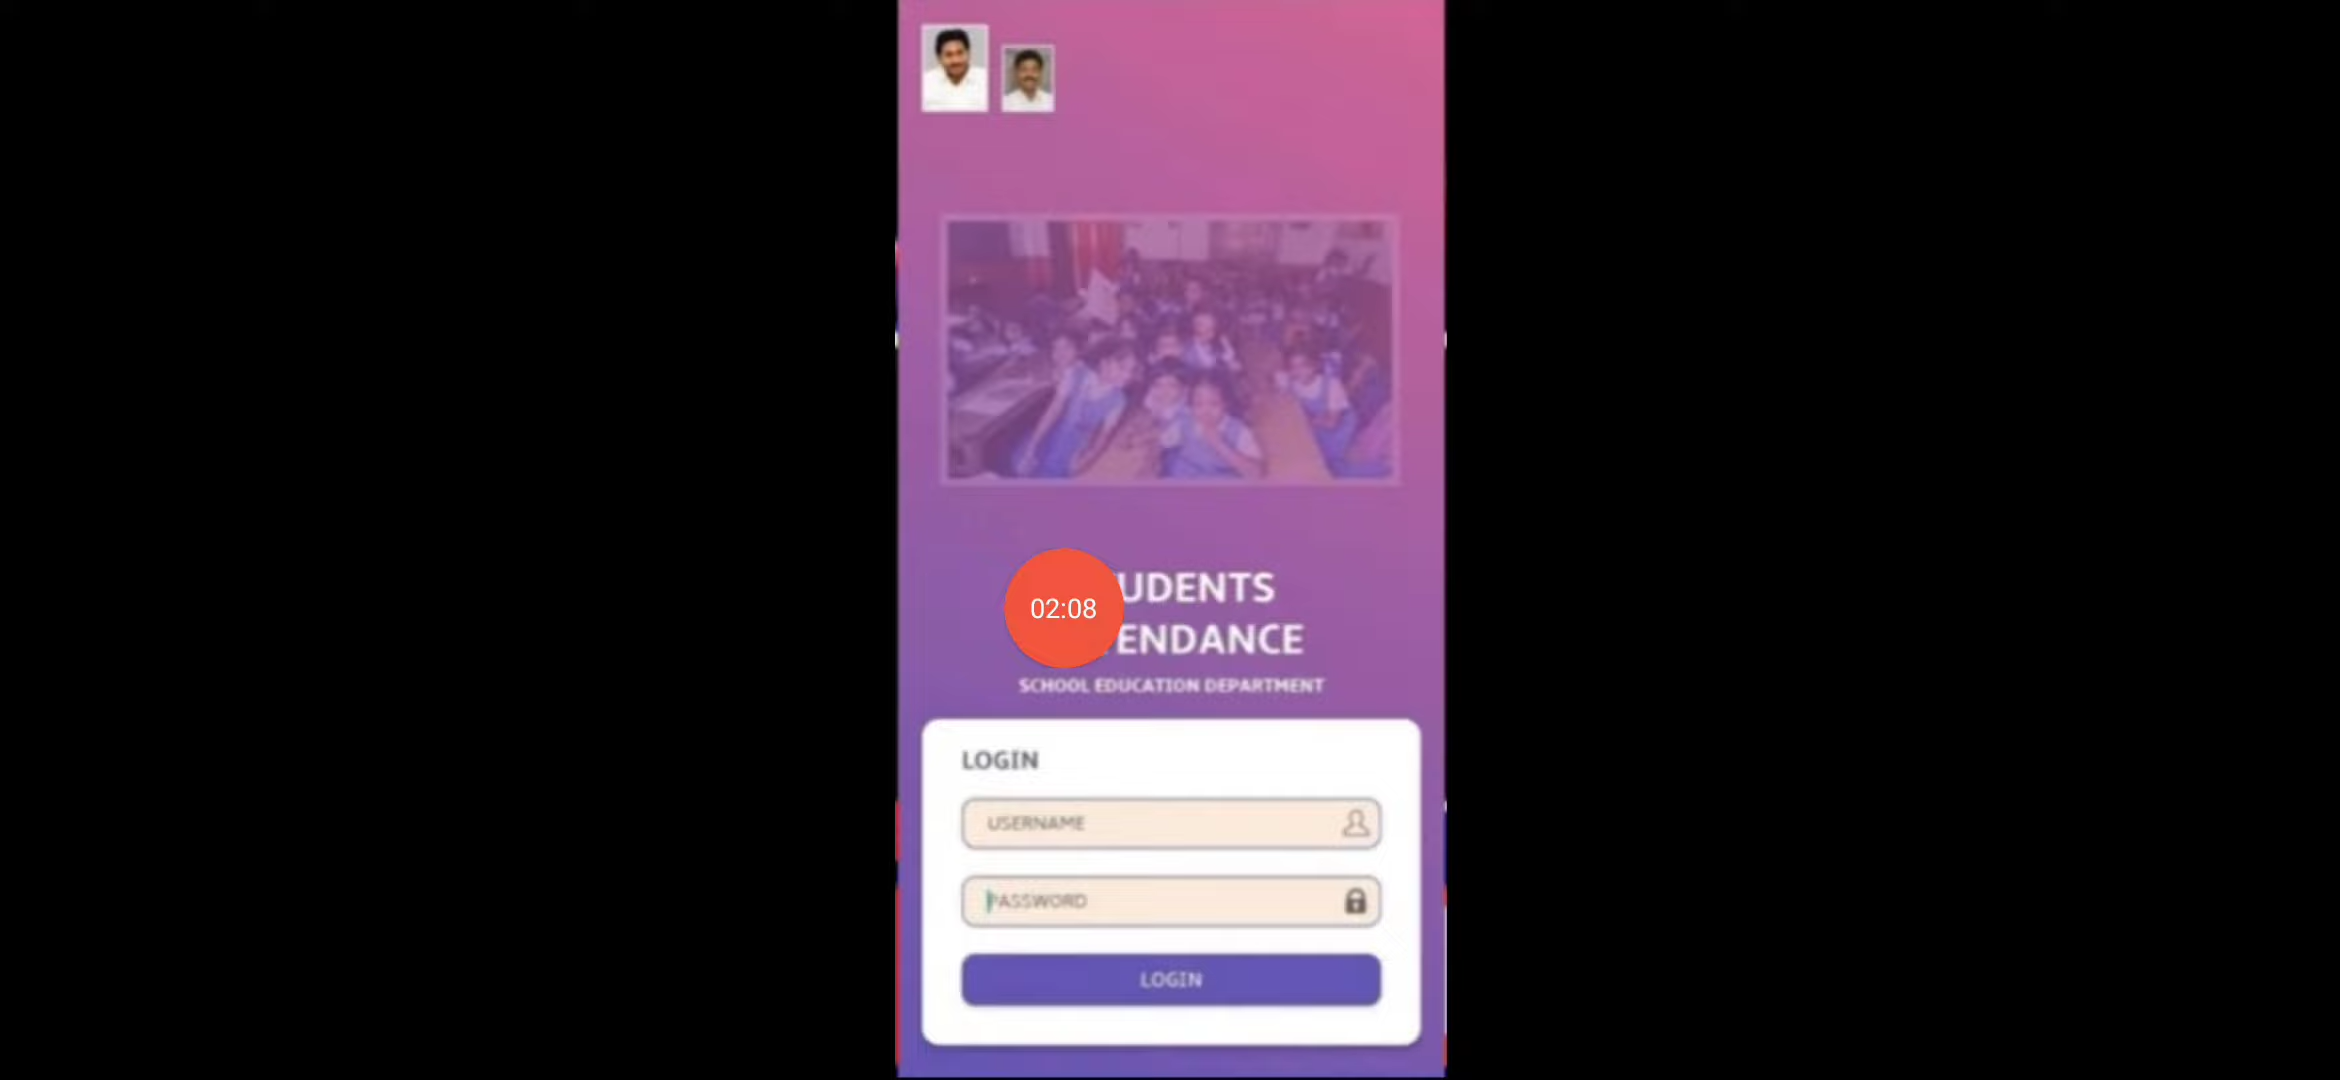 UDENTS
02:08
ENDANCE
SCHOOL EDUCATION DEPARTMENT
LOGIN
USERNAME
PASSWORD
LOGIN